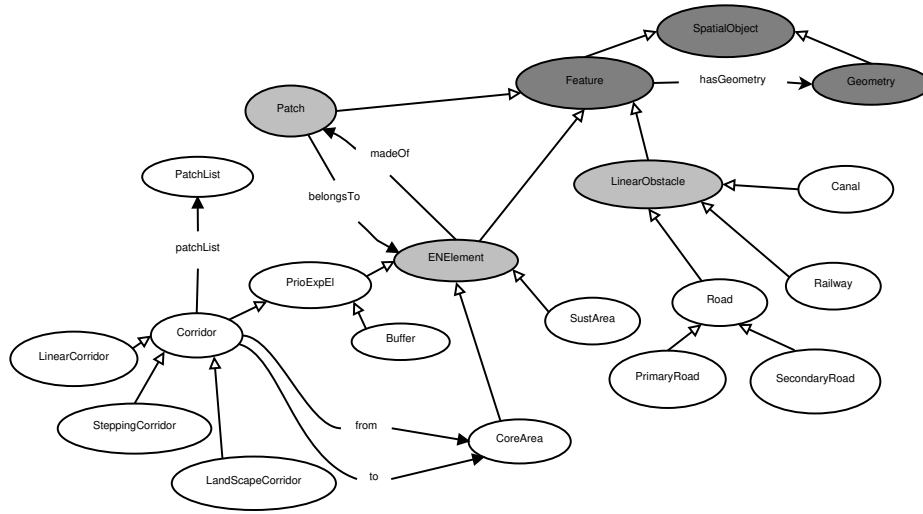 SpatialObject
Feature
hasGeometry
Geometry
Patch
madeOf
PatchList
belongsTo
LinearObstacle
Canal
patchList
ENElement
PrioExpEl
Railway
Road
SustArea
Corridor
Buffer
LinearCorridor
PrimaryRoad
SecondaryRoad
SteppingCorridor
from
CoreArea
to
LandScapeCorridor